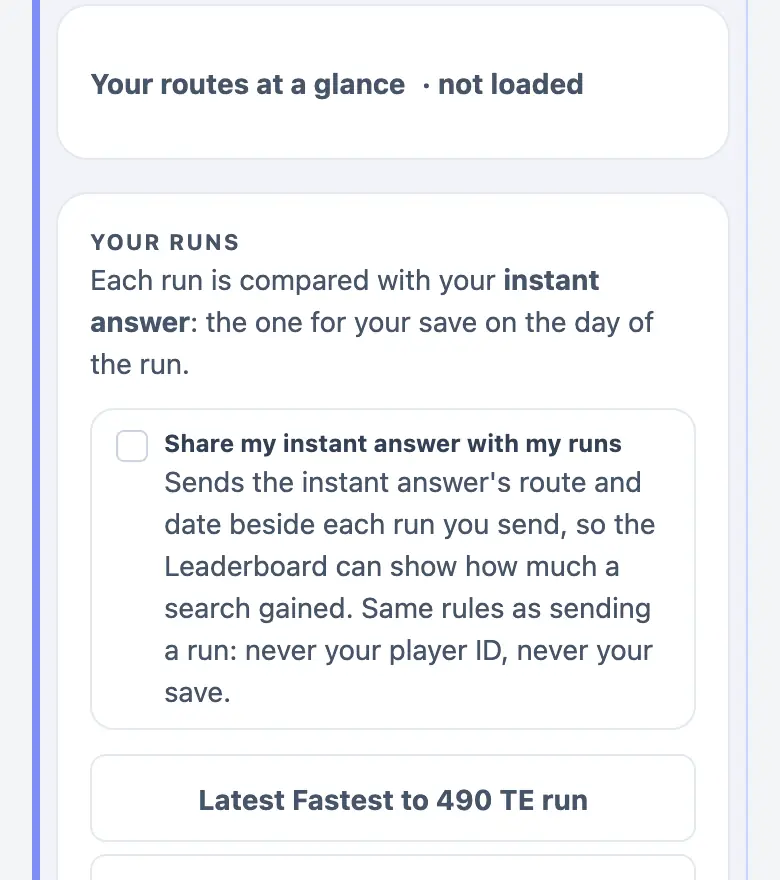 Your routes at a glance · not loaded
YOUR RUNS
Each run is compared with your instant
answer: the one for your save on the day of
the run.
Share my instant answer with my runs
Sends the instant answer's route and
date beside each run you send, so the
Leaderboard can show how much a
search gained. Same rules as sending
a run: never your player ID, never your
save.
Latest Fastest to 490 TE run